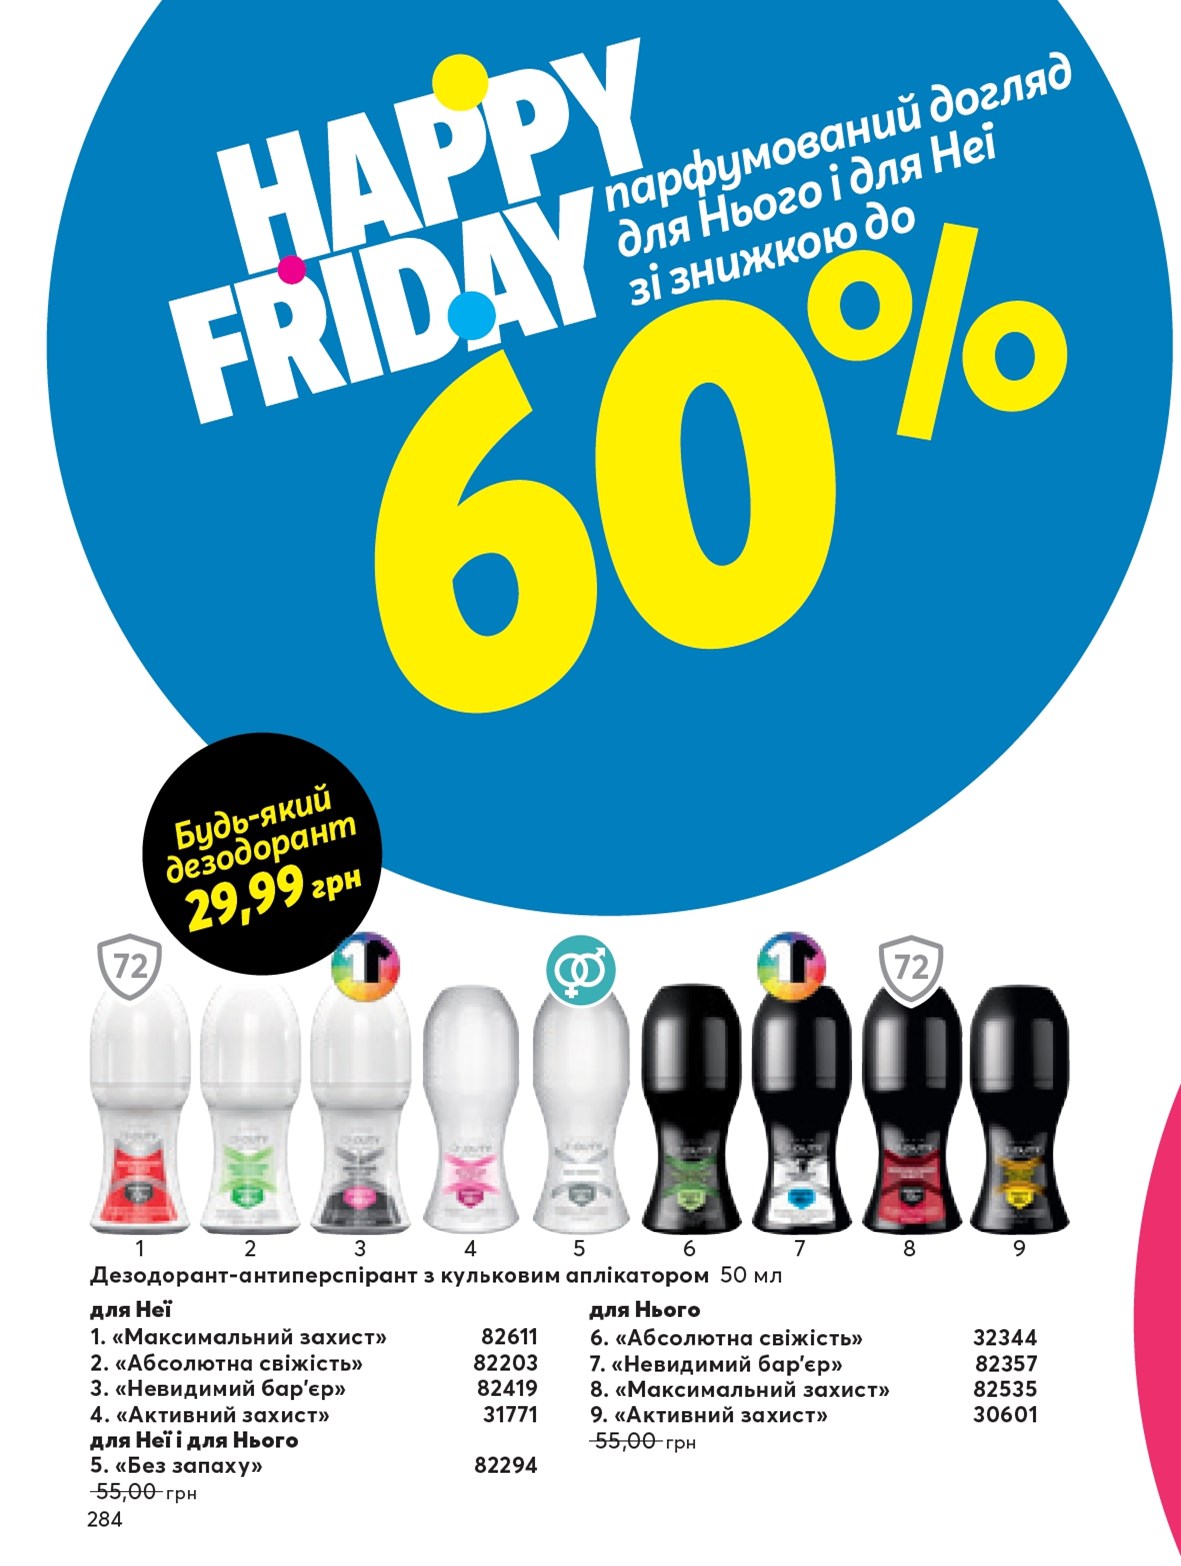 HAPPY
FRIDAY
парфумований догляд
для Нього і для Неї
зі знижкою до
60%
Будь-який
дезодорант
29,99 грн
72
72
1 2 3 4 5 6 7 8 9
Дезодорант-антиперспірант з кульковим аплікатором 50 мл
для Неї
1. «Максимальний захист» 82611
2. «Абсолютна свіжість» 82203
3. «Невидимий бар’єр» 82419
4. «Активний захист» 31771
для Неї і для Нього
5. «Без запаху» 82294
55,00 грн
для Нього
6. «Абсолютна свіжість» 32344
7. «Невидимий бар’єр» 82357
8. «Максимальний захист» 82535
9. «Активний захист» 30601
55,00 грн
284